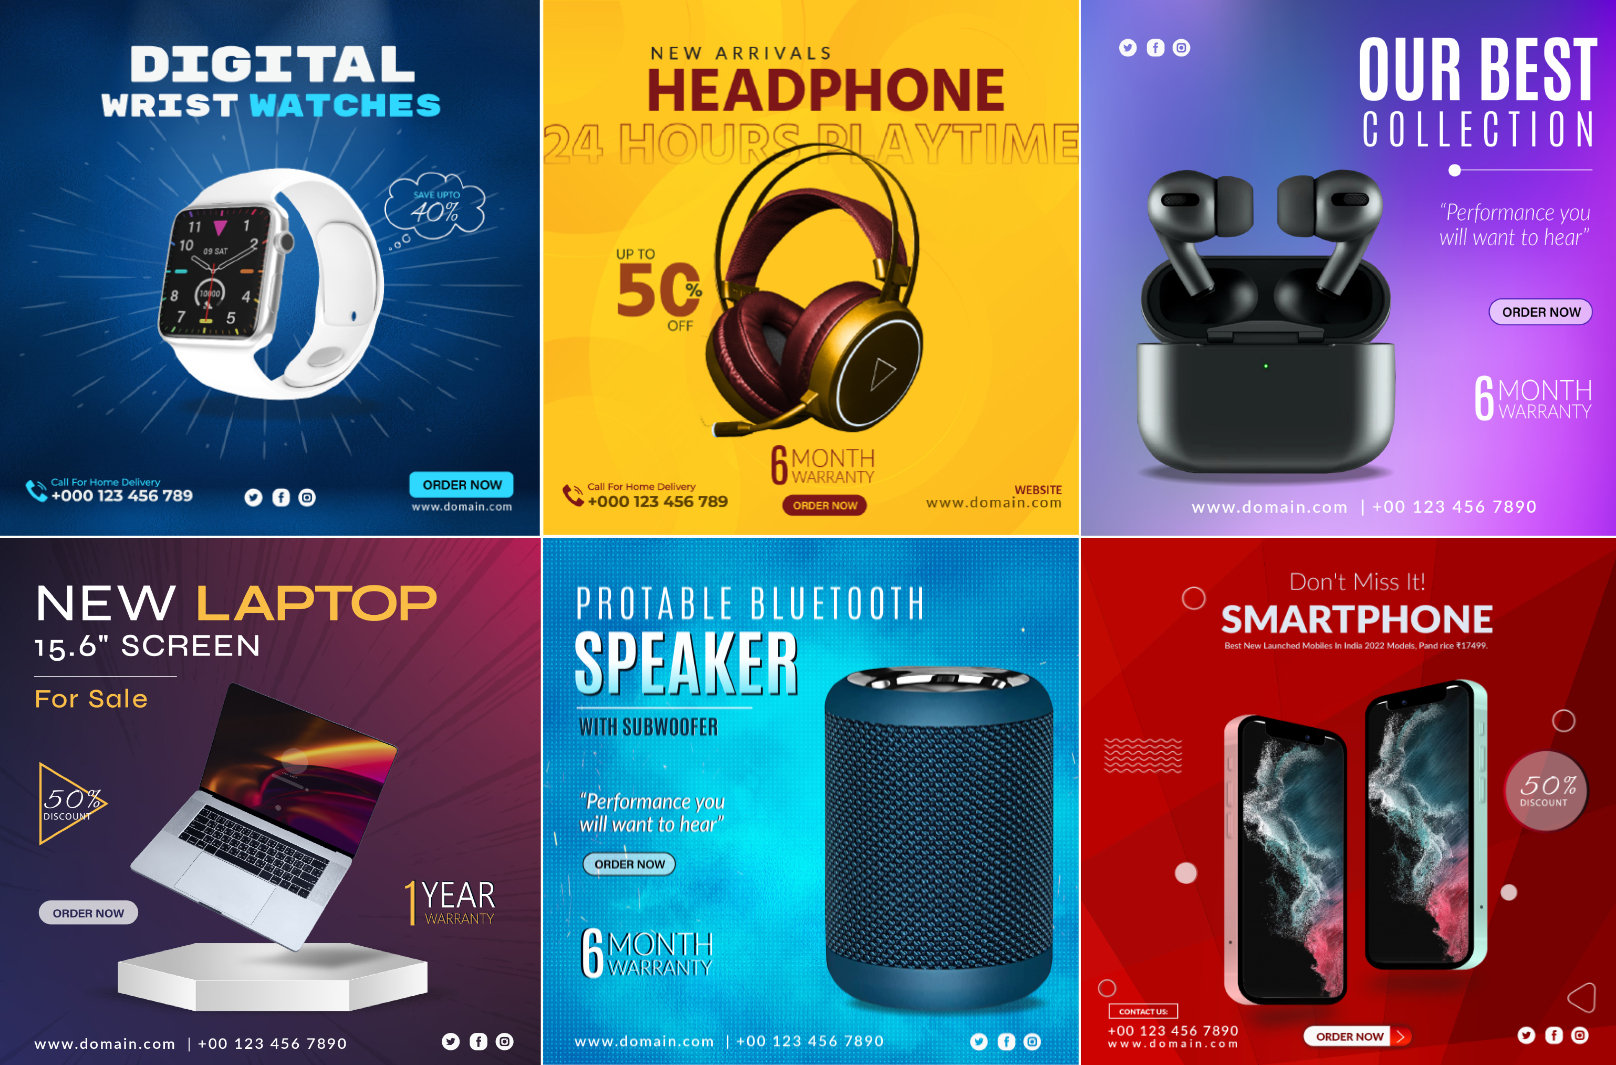 DIGITAL
WRIST WATCHES
SAVE UPTO
40%
11 1
10 09 SAT 2
8 10000 4
7 5
Call For Home Delivery
+000 123 456 789
ORDER NOW
www.domain.com
NEW ARRIVALS
HEADPHONE
24 HOURS PLAYTIME
UP TO
50%
OFF
6 MONTH
WARRANTY
Call For Home Delivery
+000 123 456 789
ORDER NOW
WEBSITE
www.domain.com
OUR BEST
COLLECTION
“Performance you
will want to hear”
ORDER NOW
6 MONTH
WARRANTY
www.domain.com | +00 123 456 7890
NEW LAPTOP
15.6" SCREEN
For Sale
50%
DISCOUNT
ORDER NOW
1 YEAR
WARRANTY
www.domain.com | +00 123 456 7890
PROTABLE BLUETOOTH
SPEAKER
WITH SUBWOOFER
“Performance you
will want to hear”
ORDER NOW
6 MONTH
WARRANTY
www.domain.com | +00 123 456 7890
Don't Miss It!
SMARTPHONE
Best New Launched Mobiles In India 2022 Models, Pand rice ₹17499.
50%
DISCOUNT
CONTACT US:
+00 123 456 7890
www.domain.com
ORDER NOW